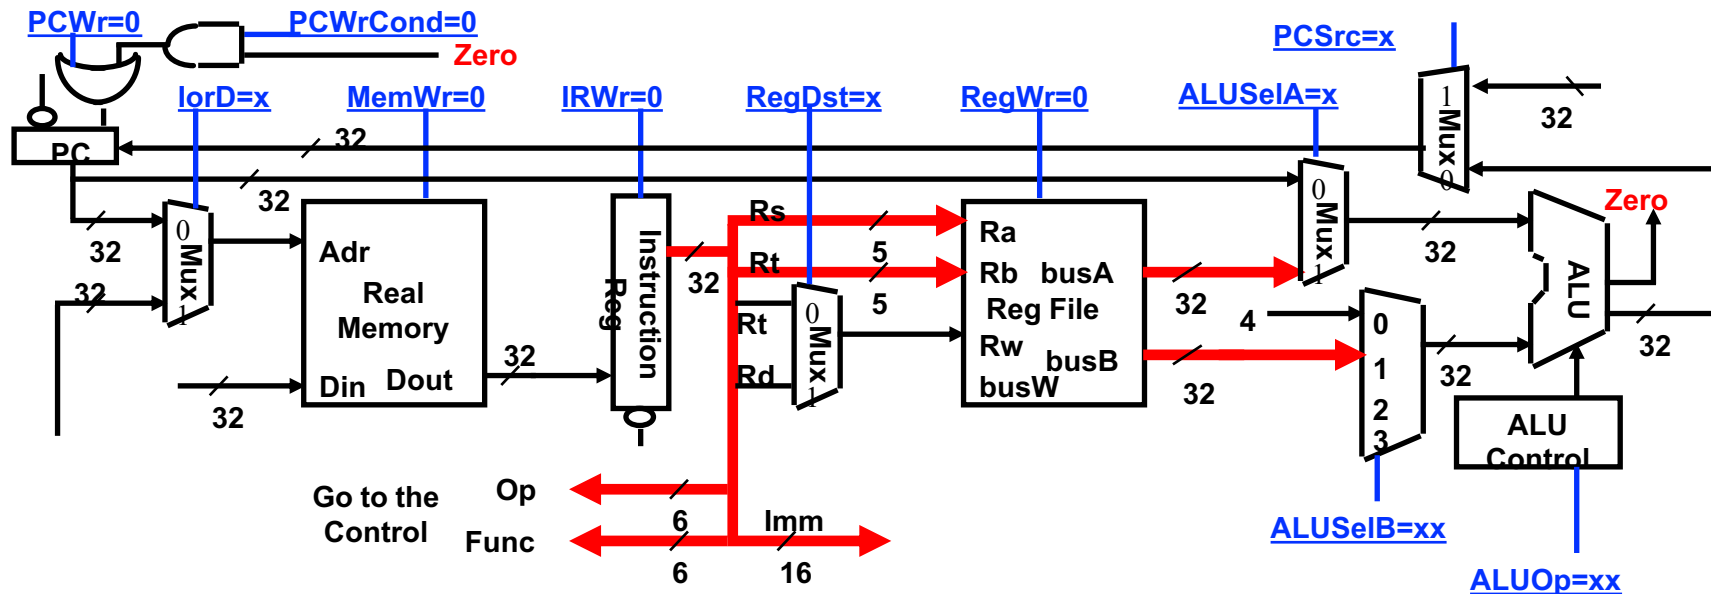 PCWr=0
PCWrCond=0
Zero
PCSrc=x
IorD=x
MemWr=0
IRWr=0
RegDst=x
RegWr=0
ALUSelA=x
1
Mux
0
32
PC
32
32
32
0
Mux
1
32
Adr
Real
Memory
Din
Dout
32
32
Instruction
Reg
32
Rs
5
Rt
5
Rt
Rd
0
Mux
1
Ra
Rb
busA
Reg File
Rw
busB
busW
32
32
0
Mux
1
32
4
0
1
2
3
32
Zero
ALU
32
ALU
Control
Go to the
Control
Op
6
Func
6
Imm
16
ALUSelB=xx
ALUOp=xx